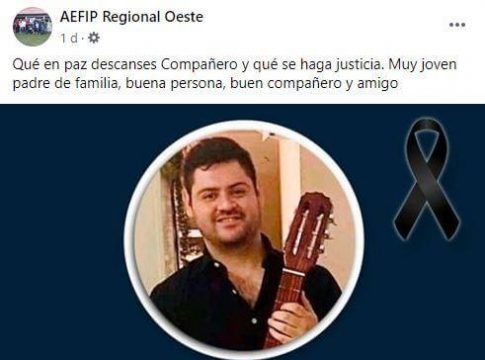 AEFIP Regional Oeste
1 d ·
Qué en paz descanses Compañero y qué se haga justicia. Muy joven
padre de familia, buena persona, buen compañero y amigo